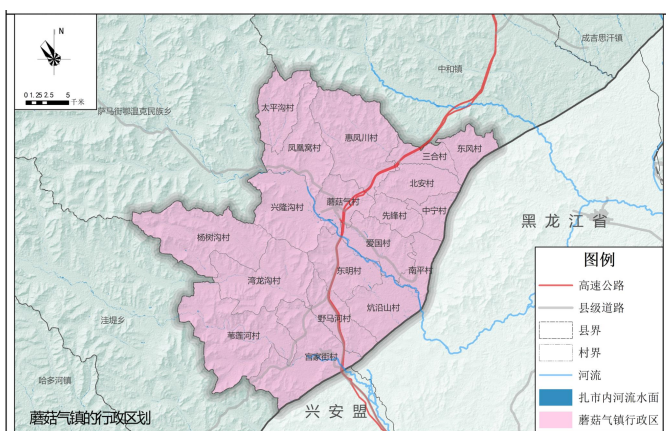 N
0 1.25 2.5 5
千米
成吉思汗镇
中和镇
萨马街鄂温克民族乡
太平沟村
惠凤川村
东风村
凤凰窝村
三合村
北安村
兴隆沟村
蘑菇气村
先峰村
中宁村
黑龙江省
杨树沟村
爱国村
湾龙沟村
东明村
南平村
炕沿山村
洼堤乡
野马河村
苇莲河村
宫家街村
哈多河镇
兴安盟
蘑菇气镇的行政区划
图例
高速公路
县级道路
县界
村界
河流
扎市内河流水面
蘑菇气镇行政区